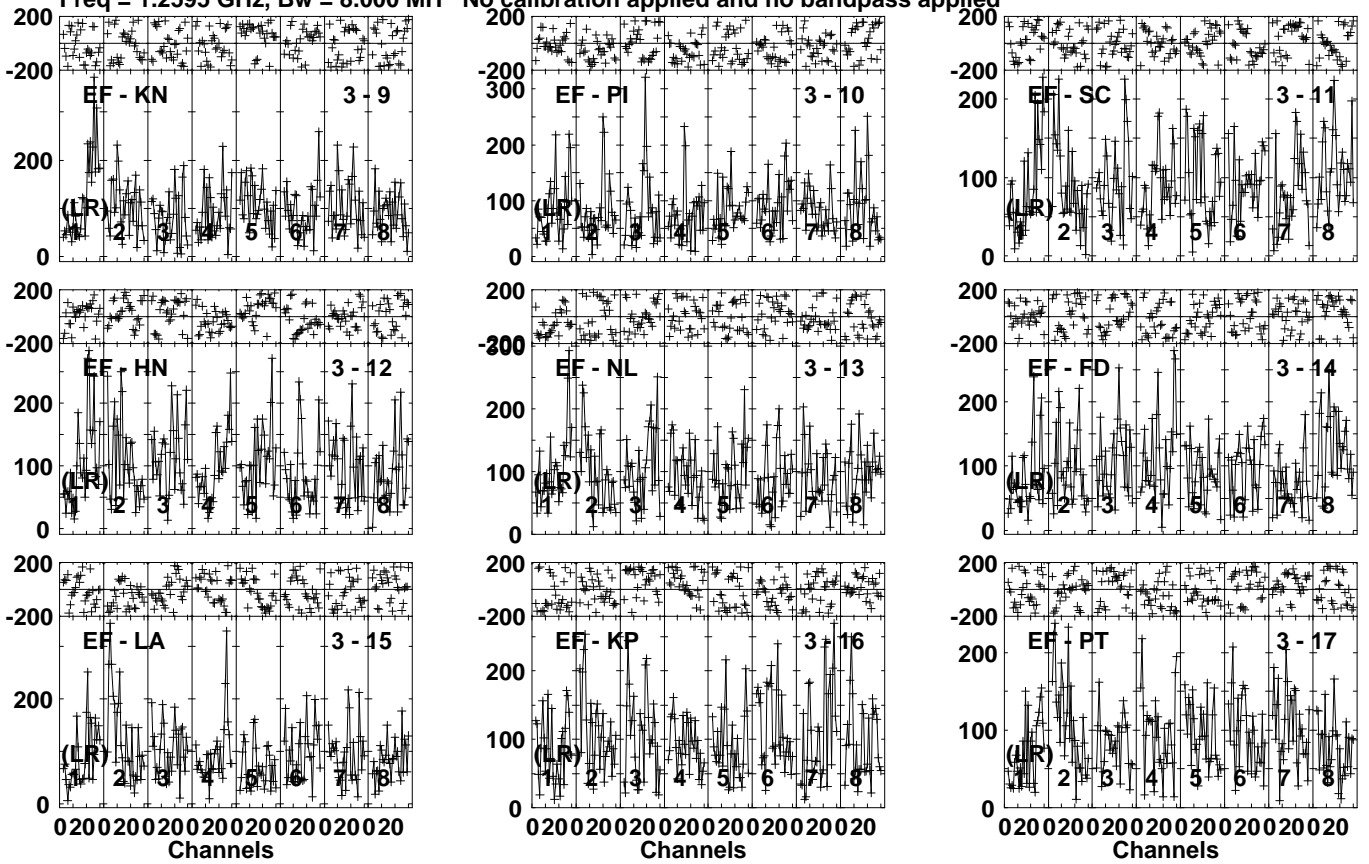 Freq = 1.2595 GHz, Bw = 8.000 MH No calibration applied and no bandpass applied
200 200 200
-200 -200 -200
EF - KN 3 - 9 300 EF - PI 3 - 10 200 EF - SC 3 - 11
200 200
100 100
(LR) (LR) (LR)
1 2 3 4 5 6 7 8 1 2 3 4 5 6 7 8 1 2 3 4 5 6 7 8
0 0 0
200 200 200
-200 -200 -200
300
EF - HN 3 - 12 EF - NL 3 - 13 EF - FD 3 - 14
200 200 200
100 100 100
(LR) (LR) (LR)
1 2 3 4 5 6 7 8 1 2 3 4 5 6 7 8 1 2 3 4 5 6 7 8
0 0 0
200 200 200
-200 -200 -200
EF - LA 3 - 15 EF - KP 3 - 16 EF - PT 3 - 17
200 200 200
100 100
(LR) (LR) (LR)
1 2 3 4 5 6 7 8 1 2 3 4 5 6 7 8 1 2 3 4 5 6 7 8
0 0 0
0 20 0 20 0 20 0 20 0 20 0 20 0 20 0 20 0 20 0 20 0 20 0 20 0 20 0 20 0 20 0 20 0 20 0 20 0 20 0 20 0 20 0 20 0 20 0 20
Channels Channels Channels